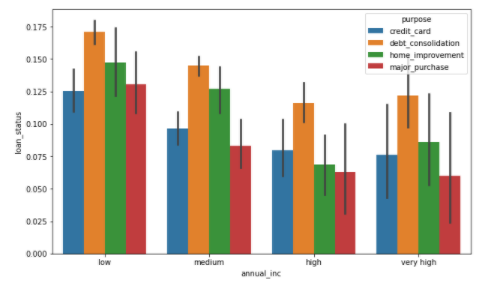 purpose
credit_card
debt_consolidation
home_improvement
major_purchase
0.175
0.150
0.125
0.100
0.075
0.050
0.025
0.000
loan_status
low
medium
high
very high
annual_inc